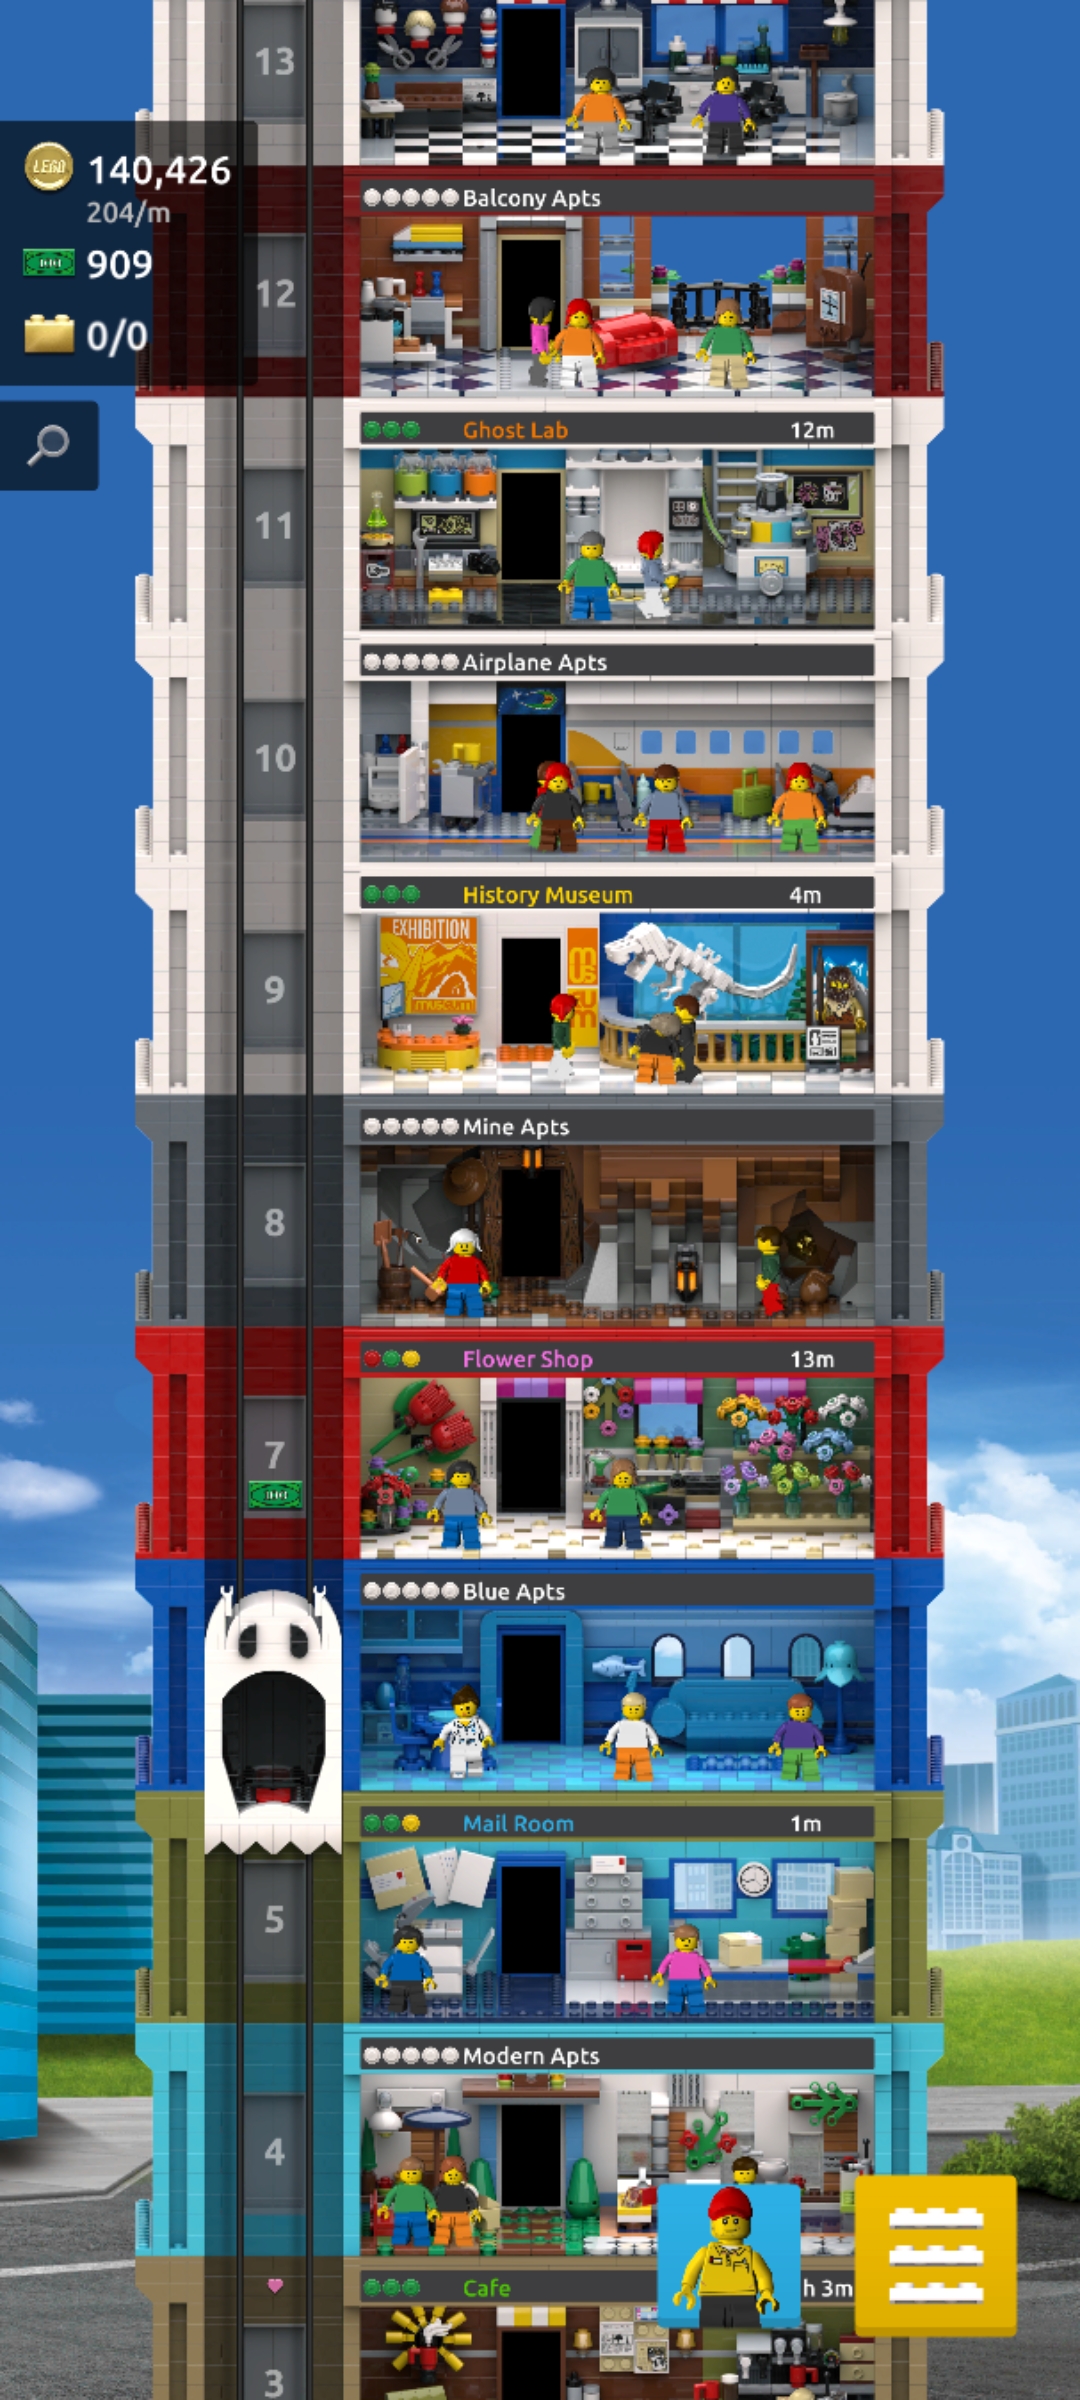 13
LEGO
140,426
204/m
909
0/0
Balcony Apts
12
Ghost Lab 12m
11
Airplane Apts
10
History Museum 4m
EXHIBITION
museum
MUSEUM
9
Mine Apts
8
Flower Shop 13m
7
Blue Apts
Mail Room 1m
5
Modern Apts
4
Cafe h 3m
3